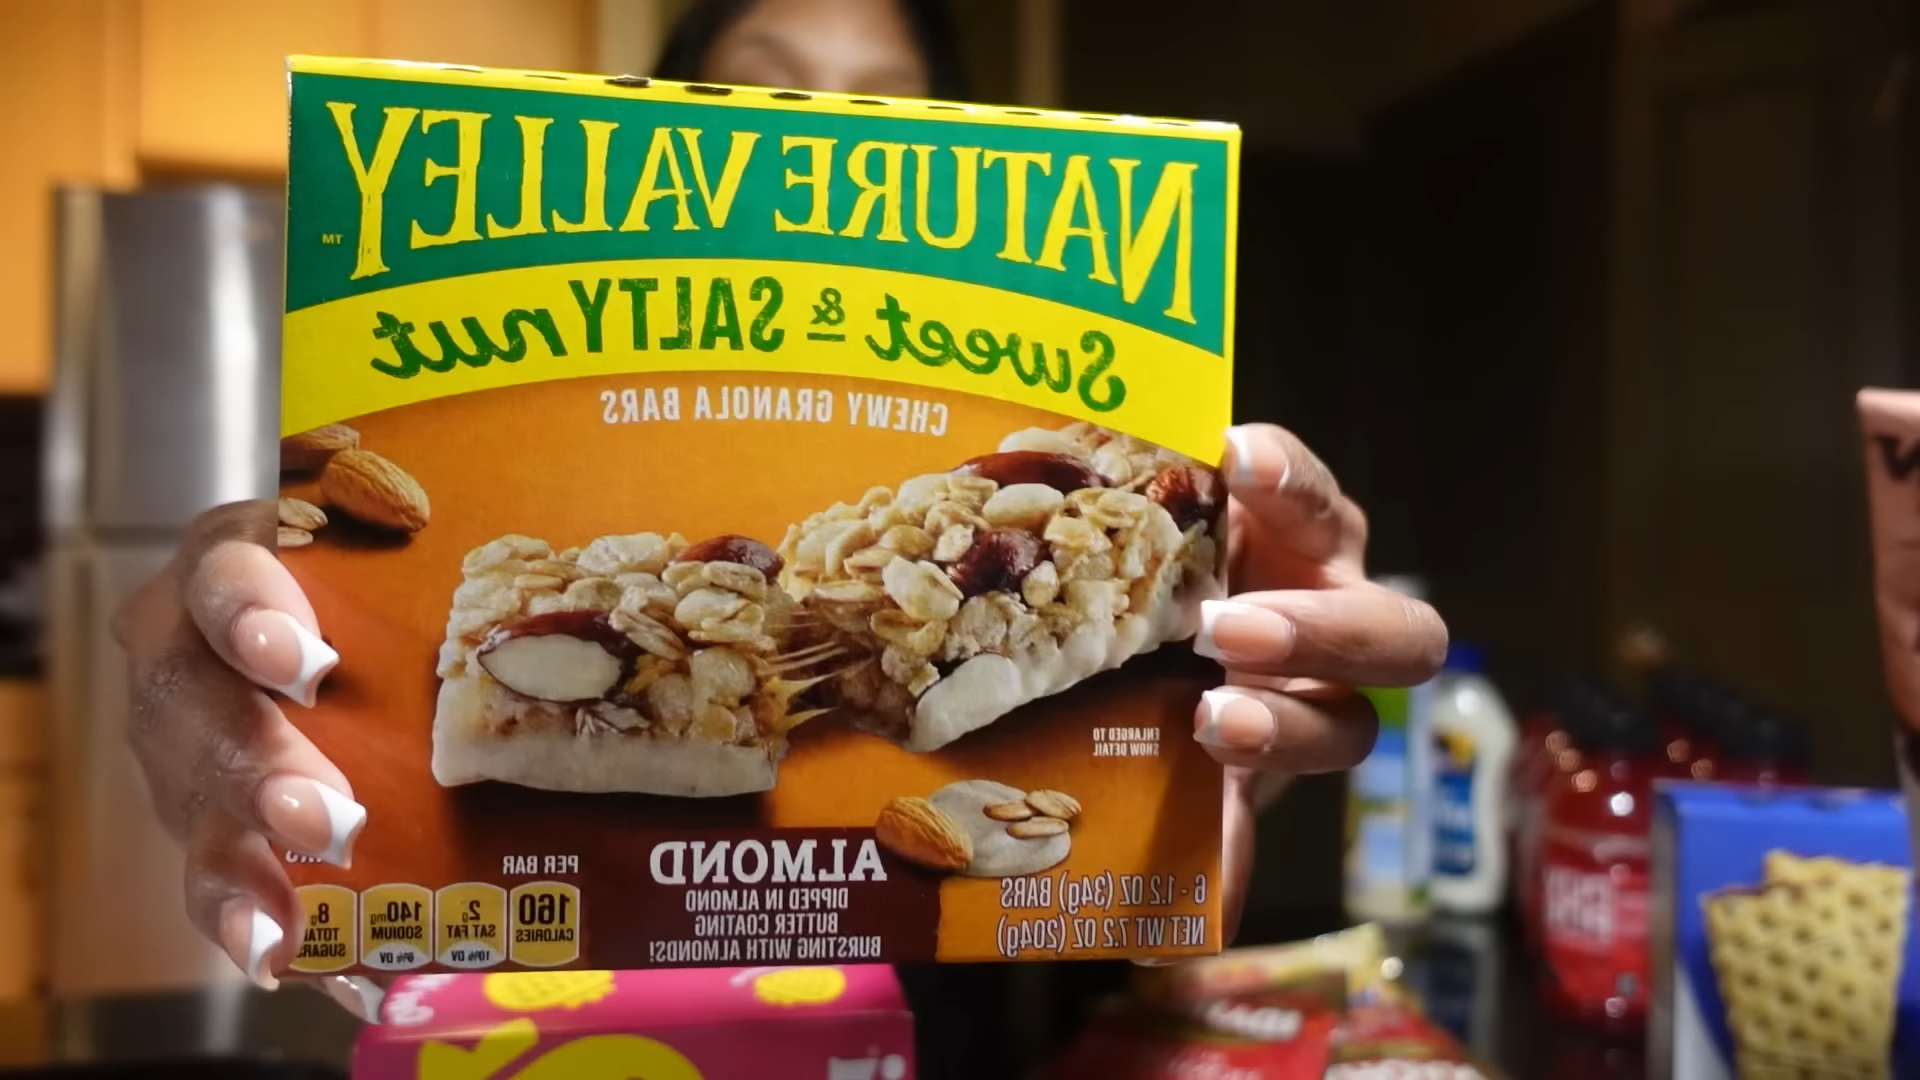 NATURE VALLEY
TM
Sweet & SALTY nut
CHEWY GRANOLA BARS
ENLARGED TO
SHOW DETAIL
ALMOND
DIPPED IN ALMOND
BUTTER COATING
BURSTING WITH ALMONDS!
6 - 1.2 OZ (34g) BARS
NET WT 7.2 OZ (204g)
PER BAR
160
CALORIES
2g
SAT FAT
10% DV
140mg
SODIUM
6% DV
8g
TOTAL
SUGARS